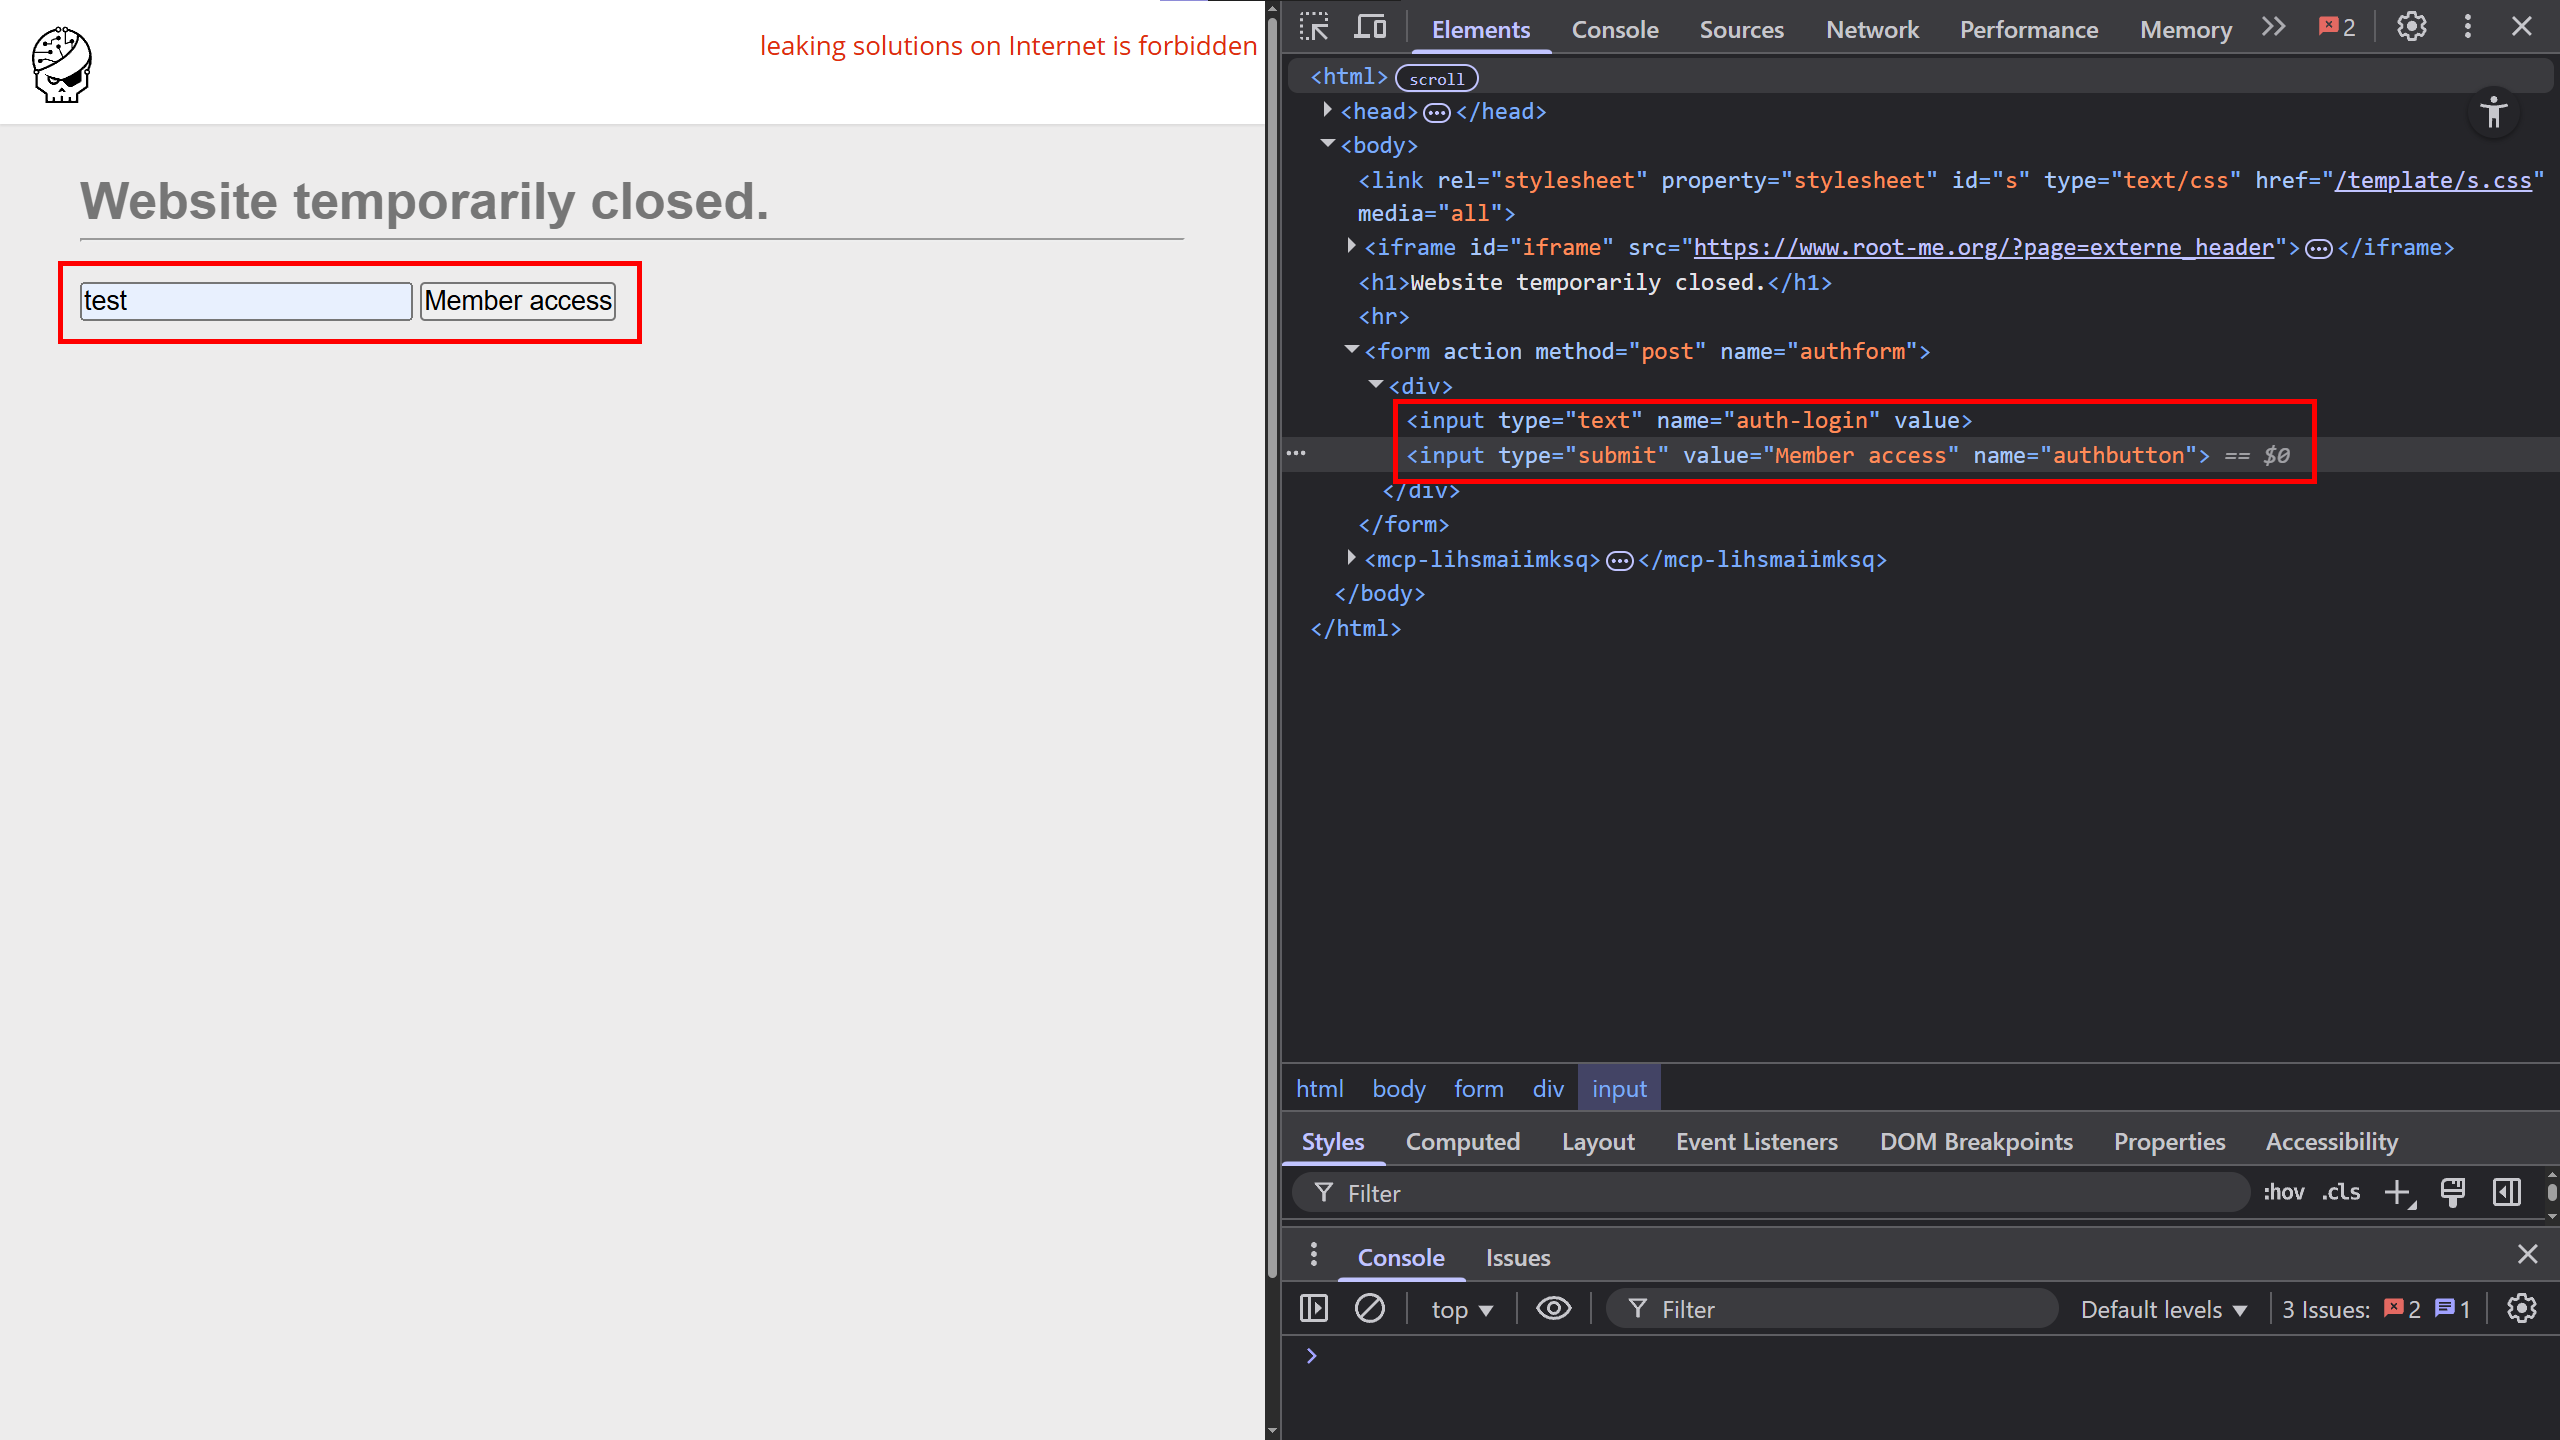 leaking solutions on Internet is forbidden
Website temporarily closed.
test Member access
Elements Console Sources Network Performance Memory 2
<html> scroll
<head> </head>
<body>
<link rel="stylesheet" property="stylesheet" id="s" type="text/css" href="/template/s.css"
media="all">
<iframe id="iframe" src="https://www.root-me.org/?page=externe_header"> </iframe>
<h1>Website temporarily closed.</h1>
<hr>
<form action method="post" name="authform">
<div>
<input type="text" name="auth-login" value>
<input type="submit" value="Member access" name="authbutton"> == $0
</div>
</form>
<mcp-lihsmaiimksq> </mcp-lihsmaiimksq>
</body>
</html>
html body form div input
Styles Computed Layout Event Listeners DOM Breakpoints Properties Accessibility
Filter :hov .cls
Console Issues
top Filter Default levels 3 Issues: 2 1